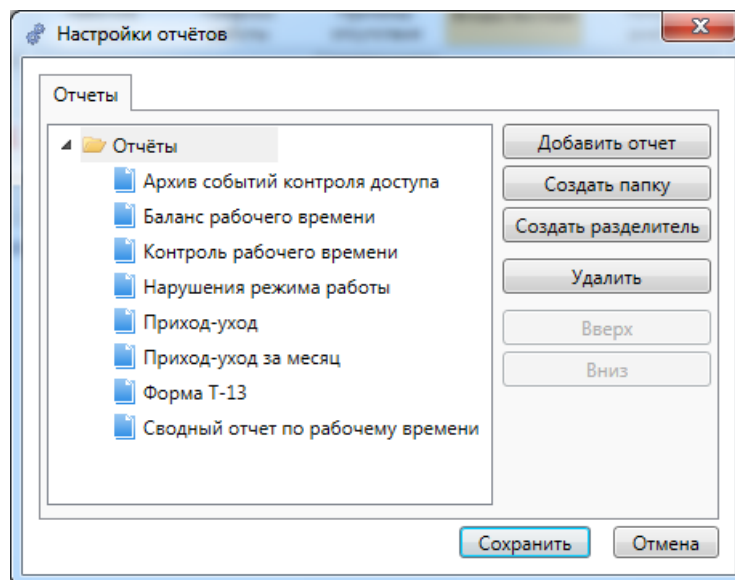 Настройки отчётов
Отчеты
Отчёты
Архив событий контроля доступа
Баланс рабочего времени
Контроль рабочего времени
Нарушения режима работы
Приход-уход
Приход-уход за месяц
Форма Т-13
Сводный отчет по рабочему времени
Добавить отчет
Создать папку
Создать разделитель
Удалить
Вверх
Вниз
Сохранить
Отмена